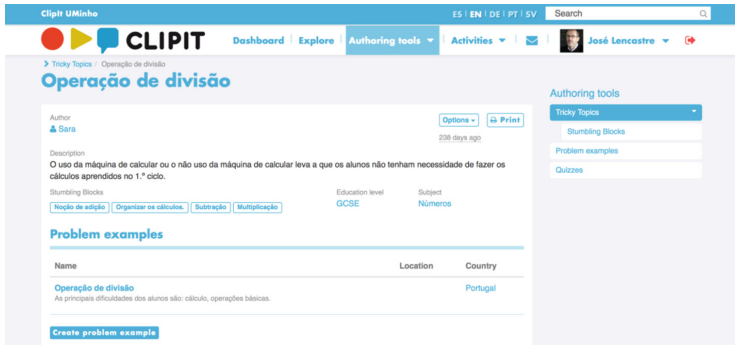 ClipIt UMinho
ES | EN | DE | PT | SV
Search
CLIPIT
Dashboard
Explore
Authoring tools
Activities
José Lencastre
Tricky Topics / Operação de divisão
Operação de divisão
Author
Sara
Options
Print
238 days ago
Description
O uso da máquina de calcular ou o não uso da máquina de calcular leva a que os alunos não tenham necessidade de fazer os
cálculos aprendidos no 1.º ciclo.
Stumbling Blocks
Education level
Subject
Noção de adição
Organizar os cálculos.
Subtração
Multiplicação
GCSE
Números
Problem examples
Name
Location
Country
Operação de divisão
Portugal
As principais dificuldades dos alunos são: cálculo, operações básicas.
Create problem example
Authoring tools
Tricky Topics
Stumbling Blocks
Problem examples
Quizzes